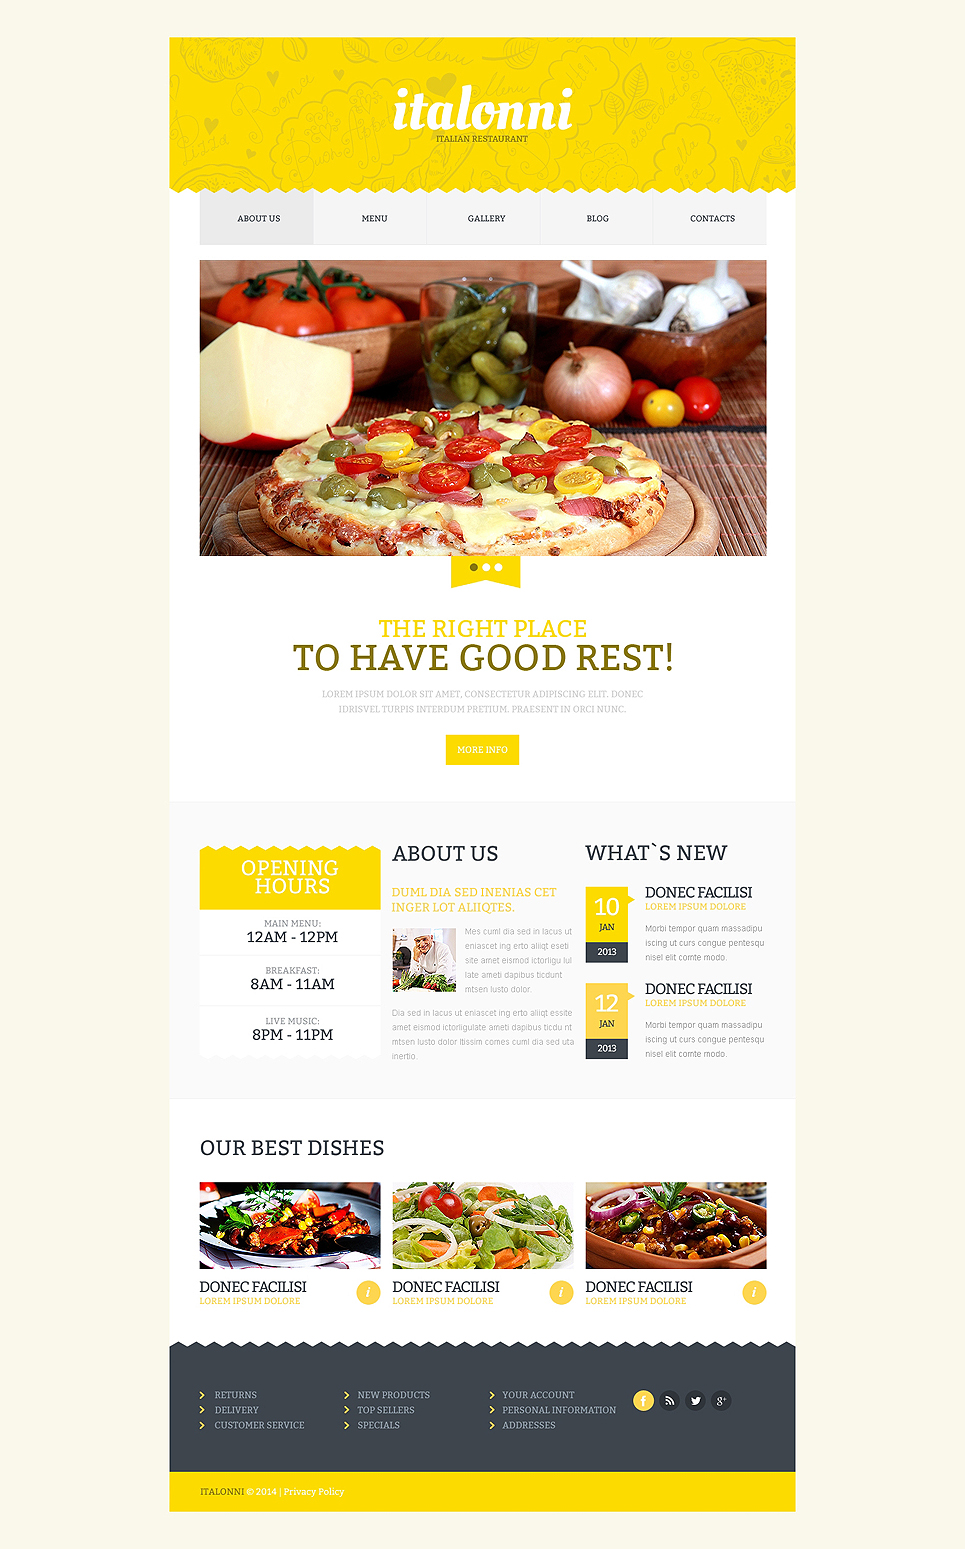 italonni
ITALIAN RESTAURANT
ABOUT US
MENU
GALLERY
BLOG
CONTACTS
THE RIGHT PLACE
TO HAVE GOOD REST!
LOREM IPSUM DOLOR SIT AMET, CONSECTETUR ADIPISCING ELIT. DONEC
IDRISVEL TURPIS INTERDUM PRETIUM. PRAESENT IN ORCI NUNC.
MORE INFO
OPENING
HOURS
MAIN MENU:
12AM - 12PM
BREAKFAST:
8AM - 11AM
LIVE MUSIC:
8PM - 11PM
ABOUT US
DUML DIA SED INENIAS CET
INGER LOT ALIIQTES.
Mes cuml dia sed in lacus ut
eniascet ing erto aliiqt eseti
site amet eismod ictorligu lut
late ameti dapibus ticdunt
mtsen lusto dolor.
Dia sed in lacus ut eniascet ing erto aliiqt essite
amet eismod ictorligulate ameti dapibus ticdu nt
mtsen lusto dolor ltissim comes cuml dia sed uta
inertio.
WHAT`S NEW
10
JAN
2013
DONEC FACILISI
LOREM IPSUM DOLORE
Morbi tempor quam massadipu
iscing ut curs congue pentesqu
nisel elit comte modo.
12
JAN
2013
DONEC FACILISI
LOREM IPSUM DOLORE
Morbi tempor quam massadipu
iscing ut curs congue pentesqu
nisel elit comte modo.
OUR BEST DISHES
DONEC FACILISI
LOREM IPSUM DOLORE
i
DONEC FACILISI
LOREM IPSUM DOLORE
i
DONEC FACILISI
LOREM IPSUM DOLORE
i
RETURNS
DELIVERY
CUSTOMER SERVICE
NEW PRODUCTS
TOP SELLERS
SPECIALS
YOUR ACCOUNT
PERSONAL INFORMATION
ADDRESSES
ITALONNI © 2014 | Privacy Policy